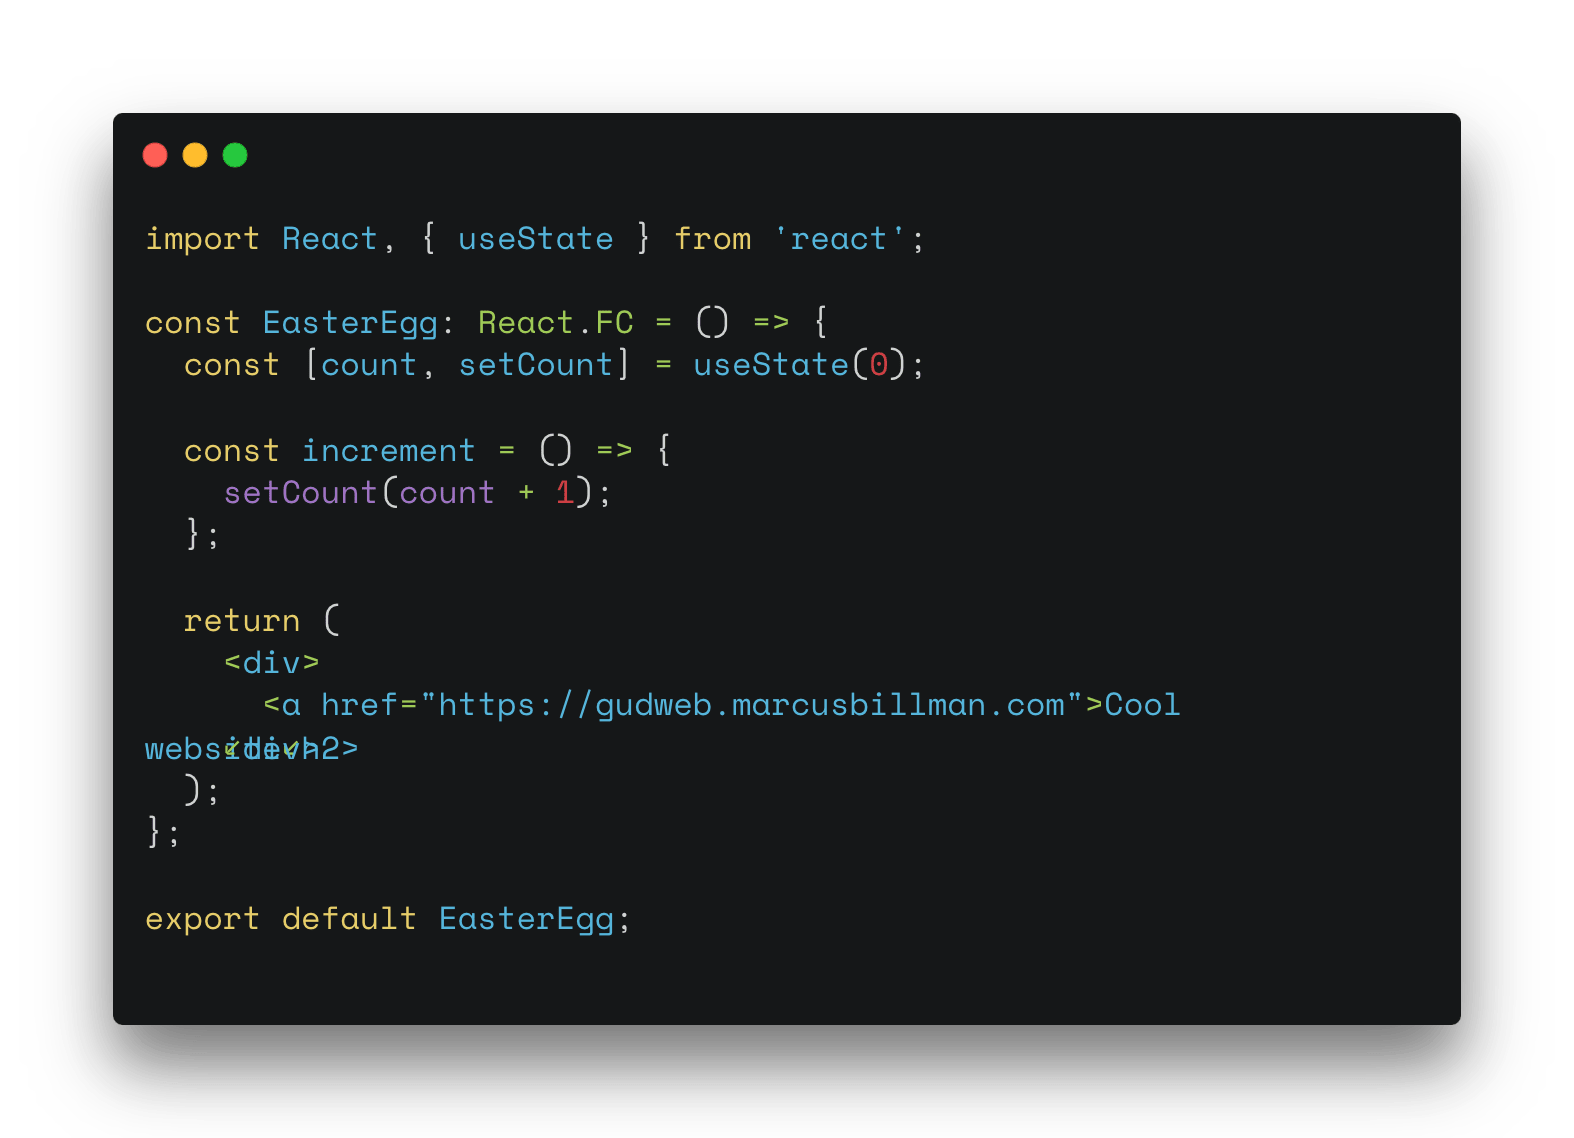 import React, { useState } from 'react';
const EasterEgg: React.FC = () => {
const [count, setCount] = useState(0);
const increment = () => {
setCount(count + 1);
};
return (
<div>
<a href="https://gudweb.marcusbillman.com">Cool
);
};
export default EasterEgg;